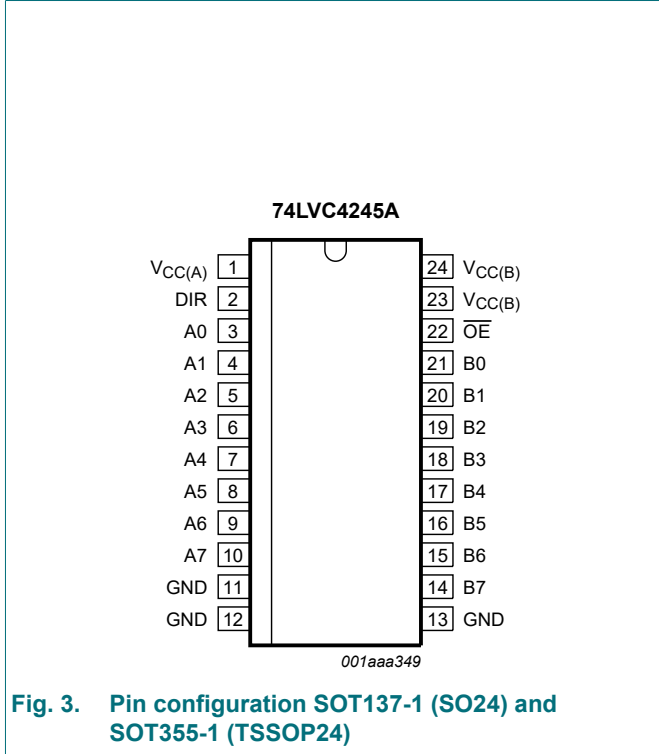 74LVC4245A
VCC(A) 1 24 VCC(B)
DIR 2 23 VCC(B)
A0 3 22 O̅E̅
A1 4 21 B0
A2 5 20 B1
A3 6 19 B2
A4 7 18 B3
A5 8 17 B4
A6 9 16 B5
A7 10 15 B6
GND 11 14 B7
GND 12 13 GND
001aaa349
Fig. 3. Pin configuration SOT137-1 (SO24) and
SOT355-1 (TSSOP24)